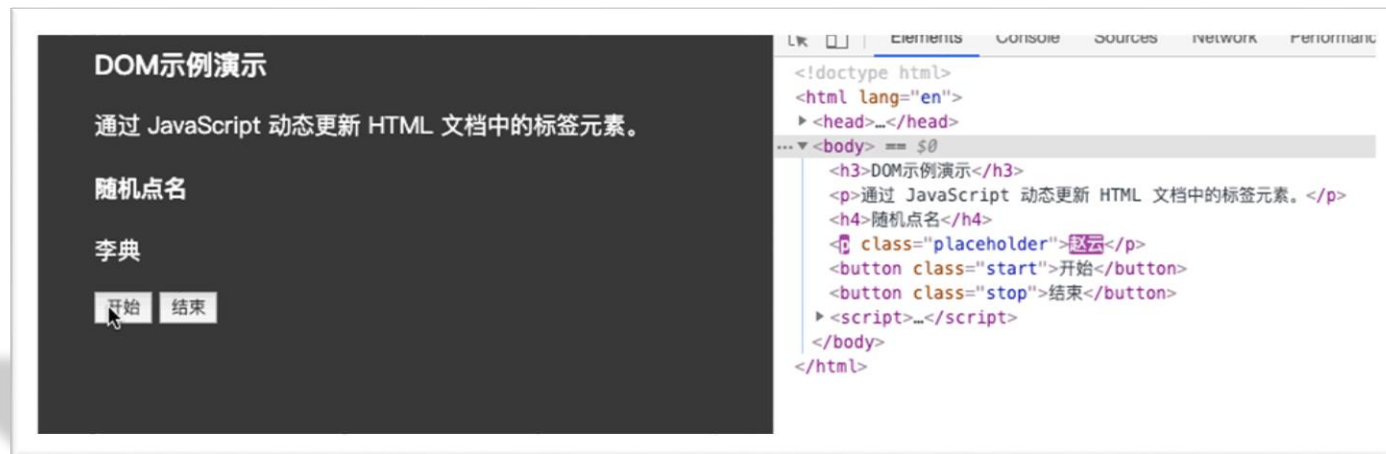 DOM示例演示
通过 JavaScript 动态更新 HTML 文档中的标签元素。
随机点名
李典
开始 结束
Elements Console Sources Network Performanc
<!doctype html>
<html lang="en">
<head>…</head>
… <body> == $0
<h3>DOM示例演示</h3>
<p>通过 JavaScript 动态更新 HTML 文档中的标签元素。</p>
<h4>随机点名</h4>
<p class="placeholder">赵云</p>
<button class="start">开始</button>
<button class="stop">结束</button>
<script>…</script>
</body>
</html>